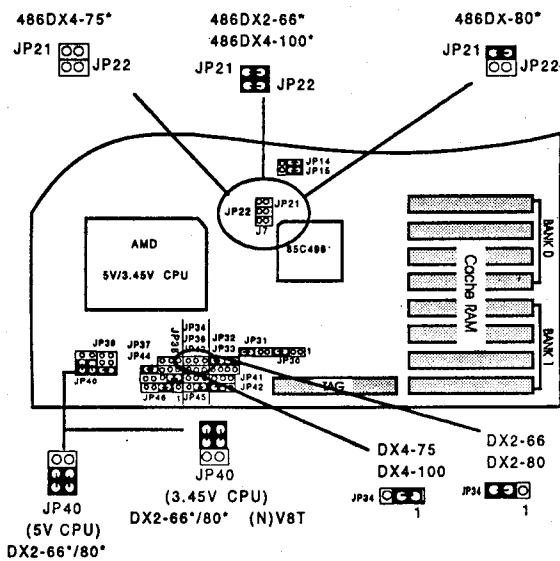 486DX4-75*
JP21
JP22
486DX2-66*
486DX4-100*
JP21
JP22
486DX-80*
JP21
JP22
JP14
JP15
JP22
JP21
J7
AMD
5V/3.45V CPU
85C496
Cache RAM
BANK 0
BANK 1
JP39
JP40
JP37
JP44
JP38
JP34
JP36
JP32
JP33
JP31
JP30
1
JP41
JP42
JP46
1
JP45
TAG
JP40
(5V CPU)
DX2-66*/80*
JP40
(3.45V CPU)
DX2-66*/80* (N)V8T
DX4-75
DX4-100
JP34
1
DX2-66
DX2-80
JP34
1